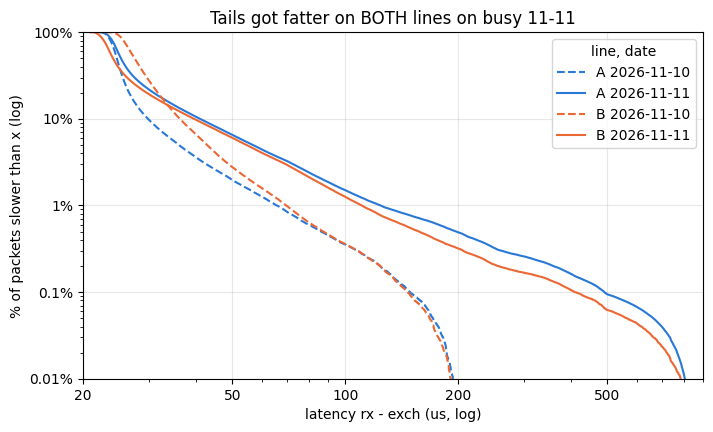 Tails got fatter on BOTH lines on busy 11-11
% of packets slower than x (log)
100%
10%
1%
0.1%
0.01%
line, date
A 2026-11-10
A 2026-11-11
B 2026-11-10
B 2026-11-11
20 50 100 200 500
latency rx - exch (us, log)